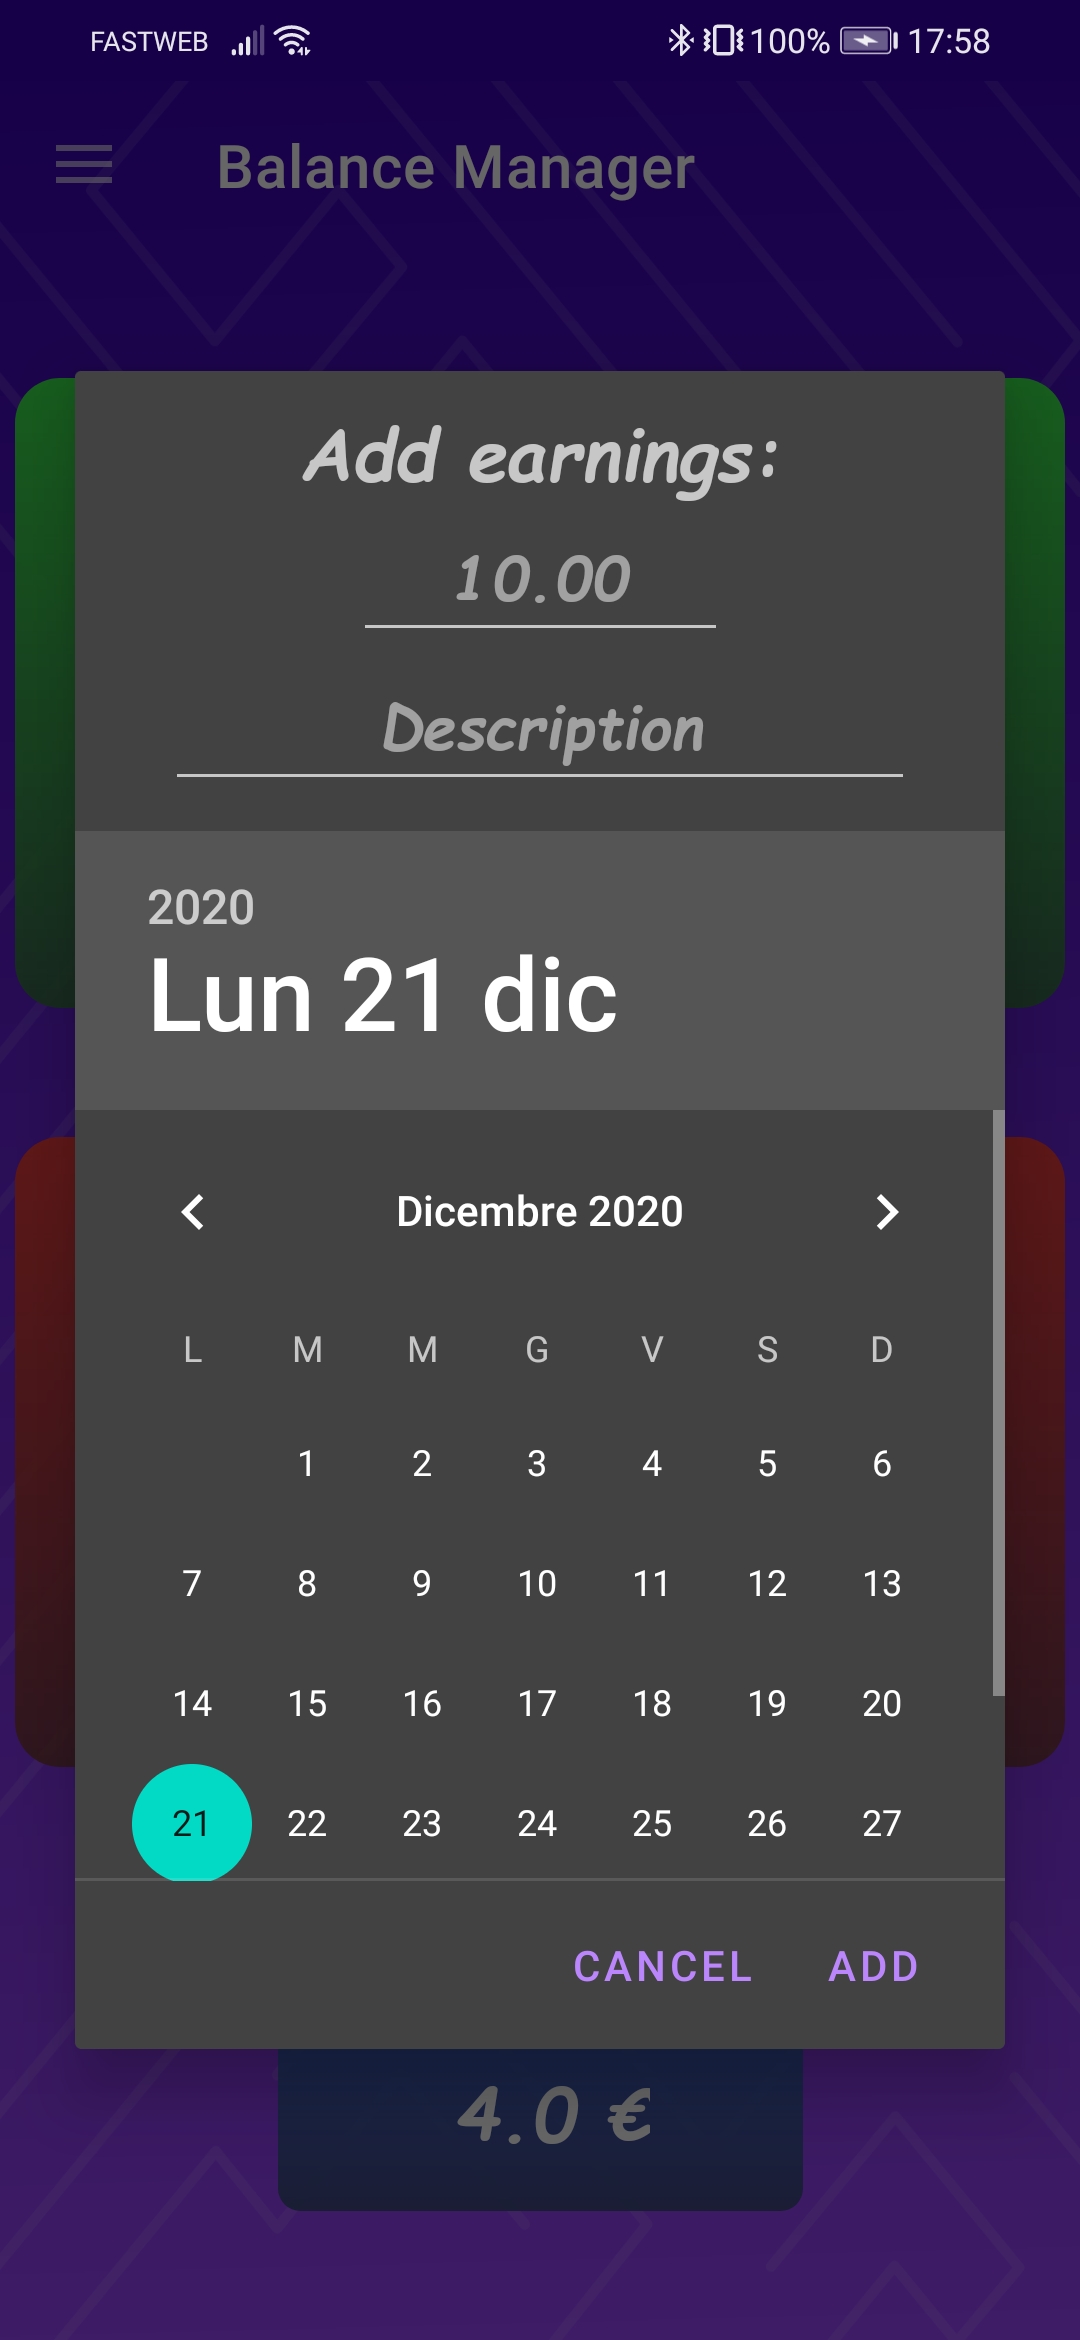 FASTWEB 100% 17:58
Balance Manager
Add earnings:
10.00
Description
2020
Lun 21 dic
Dicembre 2020
L M M G V S D
1 2 3 4 5 6
7 8 9 10 11 12 13
14 15 16 17 18 19 20
21 22 23 24 25 26 27
CANCEL ADD
4.0 €